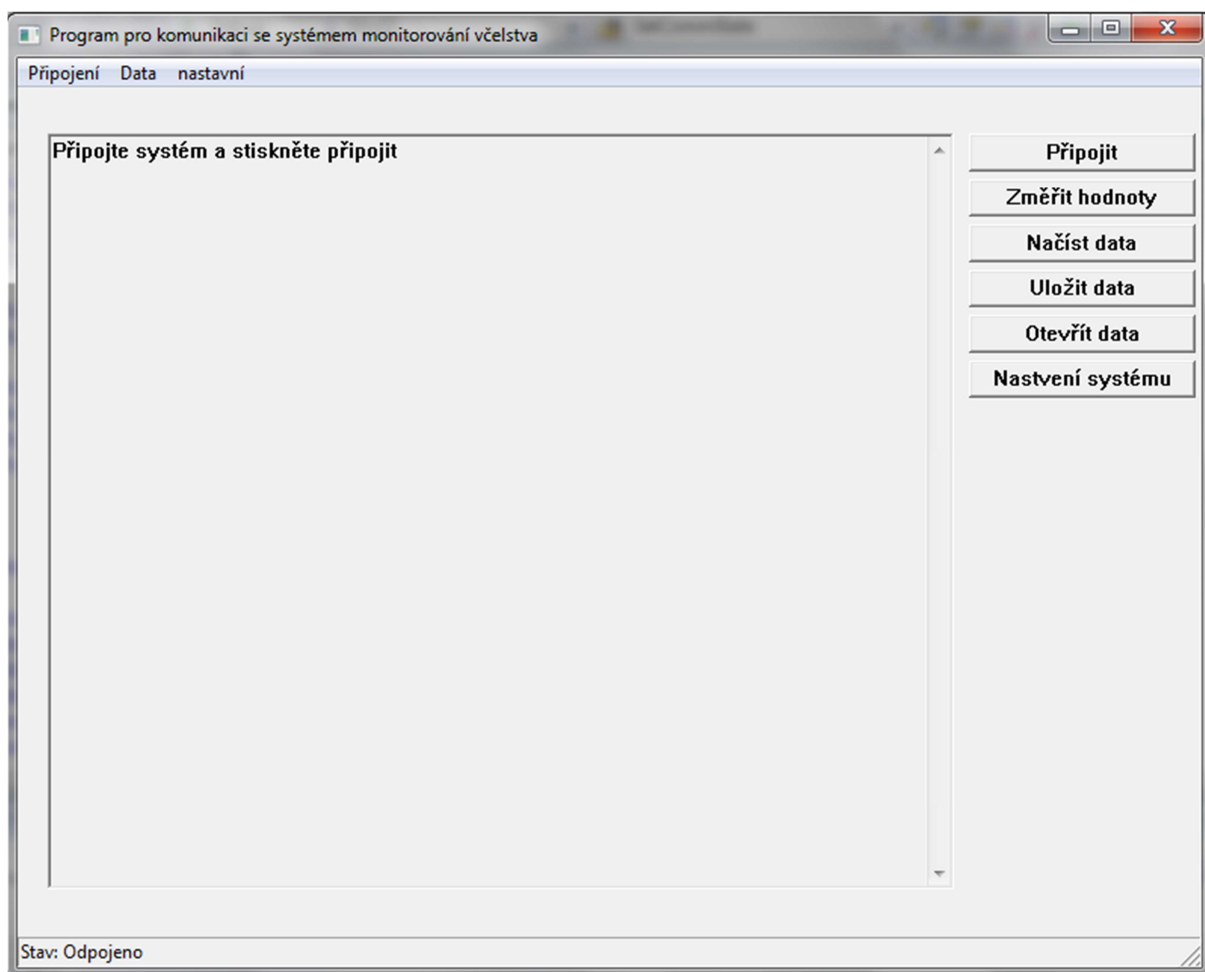 Program pro komunikaci se systémem monitorování včelstva
Připojení Data nastavní
Připojte systém a stiskněte připojit
Připojit
Změřit hodnoty
Načíst data
Uložit data
Otevřít data
Nastvení systému
Stav: Odpojeno